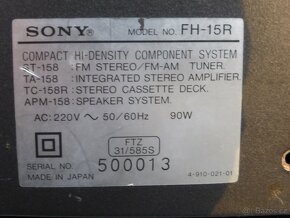 SONY MODEL NO. FH-15R
COMPACT HI-DENSITY COMPONENT SYSTEM
ST-158 : FM STEREO/FM-AM TUNER.
TA-158 : INTEGRATED STEREO AMPLIFIER.
TC-158R : STEREO CASSETTE DECK.
APM-158 : SPEAKER SYSTEM.
AC: 220V ~ 50/60Hz 90W
FTZ
31/585S
SERIAL NO. 500013
MADE IN JAPAN 4-910-021-01